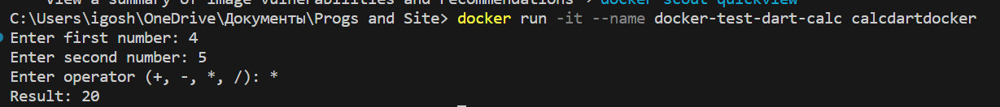 View a summary of image vulnerabilities and recommendations → docker scout quickview
C:\Users\igosh\OneDrive\Документы\Progs and Site> docker run -it --name docker-test-dart-calc calcdartdocker
Enter first number: 4
Enter second number: 5
Enter operator (+, -, *, /): *
Result: 20